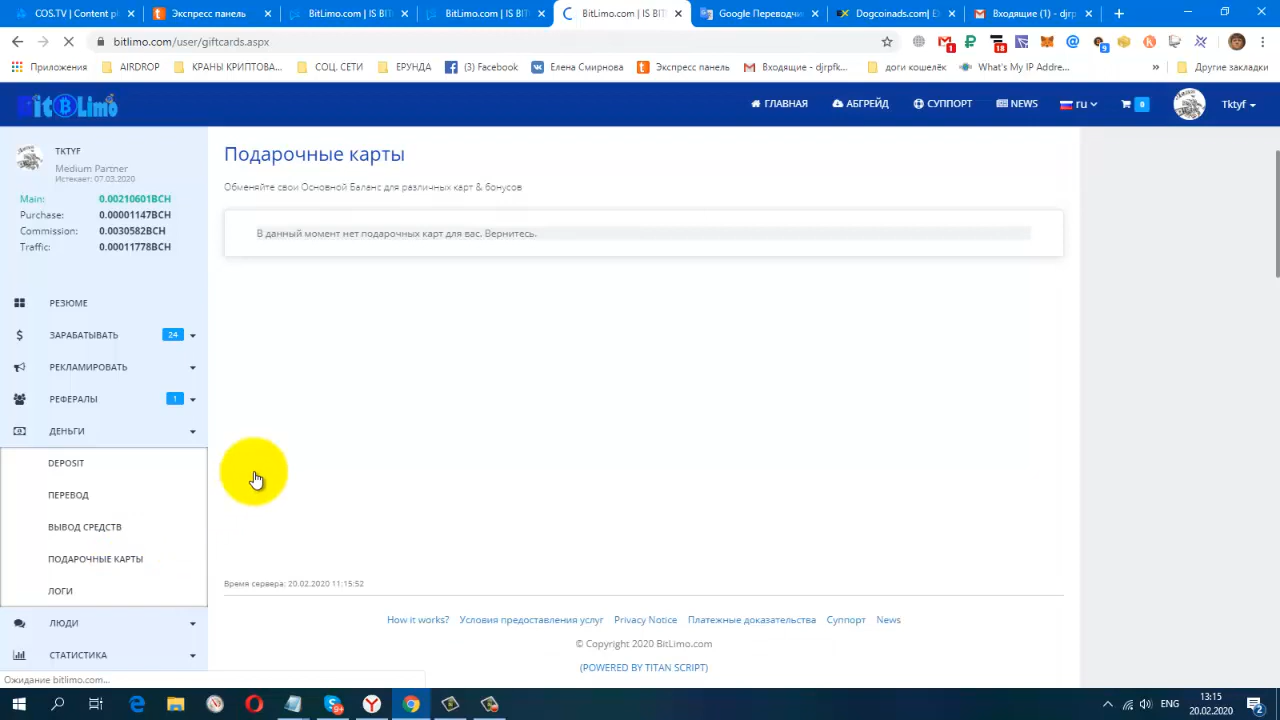 COS.TV | Content pl
Экспресс панель
BitLimo.com | IS BIT
BitLimo.com | IS BIT
BitLimo.com | IS BIT
Google Переводчи
Dogcoinads.com| E
Входящие (1) - djrp
bitlimo.com/user/giftcards.aspx
1
18
9
Приложения
AIRDROP
КРАНЫ КРИПТОВА...
СОЦ. СЕТИ
ЕРУНДА
(3) Facebook
Елена Смирнова
Экспресс панель
Входящие - djrpfk...
доги кошелёк
What's My IP Addre...
»
Другие закладки
BitLimo
ГЛАВНАЯ
АБГРЕЙД
СУППОРТ
NEWS
ru
0
Tktyf
TKTYF
Medium Partner
Истекает: 07.03.2020
Main: 0.00210601BCH
Purchase: 0.00001147BCH
Commission: 0.0030582BCH
Traffic: 0.00011778BCH
РЕЗЮМЕ
ЗАРАБАТЫВАТЬ 24
РЕКЛАМИРОВАТЬ
РЕФЕРАЛЫ 1
ДЕНЬГИ
DEPOSIT
ПЕРЕВОД
ВЫВОД СРЕДСТВ
ПОДАРОЧНЫЕ КАРТЫ
ЛОГИ
ЛЮДИ
СТАТИСТИКА
Подарочные карты
Обменяйте свои Основной Баланс для различных карт & бонусов
В данный момент нет подарочных карт для вас. Вернитесь.
Время сервера: 20.02.2020 11:15:52
How it works? Условия предоставления услуг Privacy Notice Платежные доказательства Суппорт News
© Copyright 2020 BitLimo.com
(POWERED BY TITAN SCRIPT)
Ожидание bitlimo.com...
ENG
13:15
20.02.2020
2